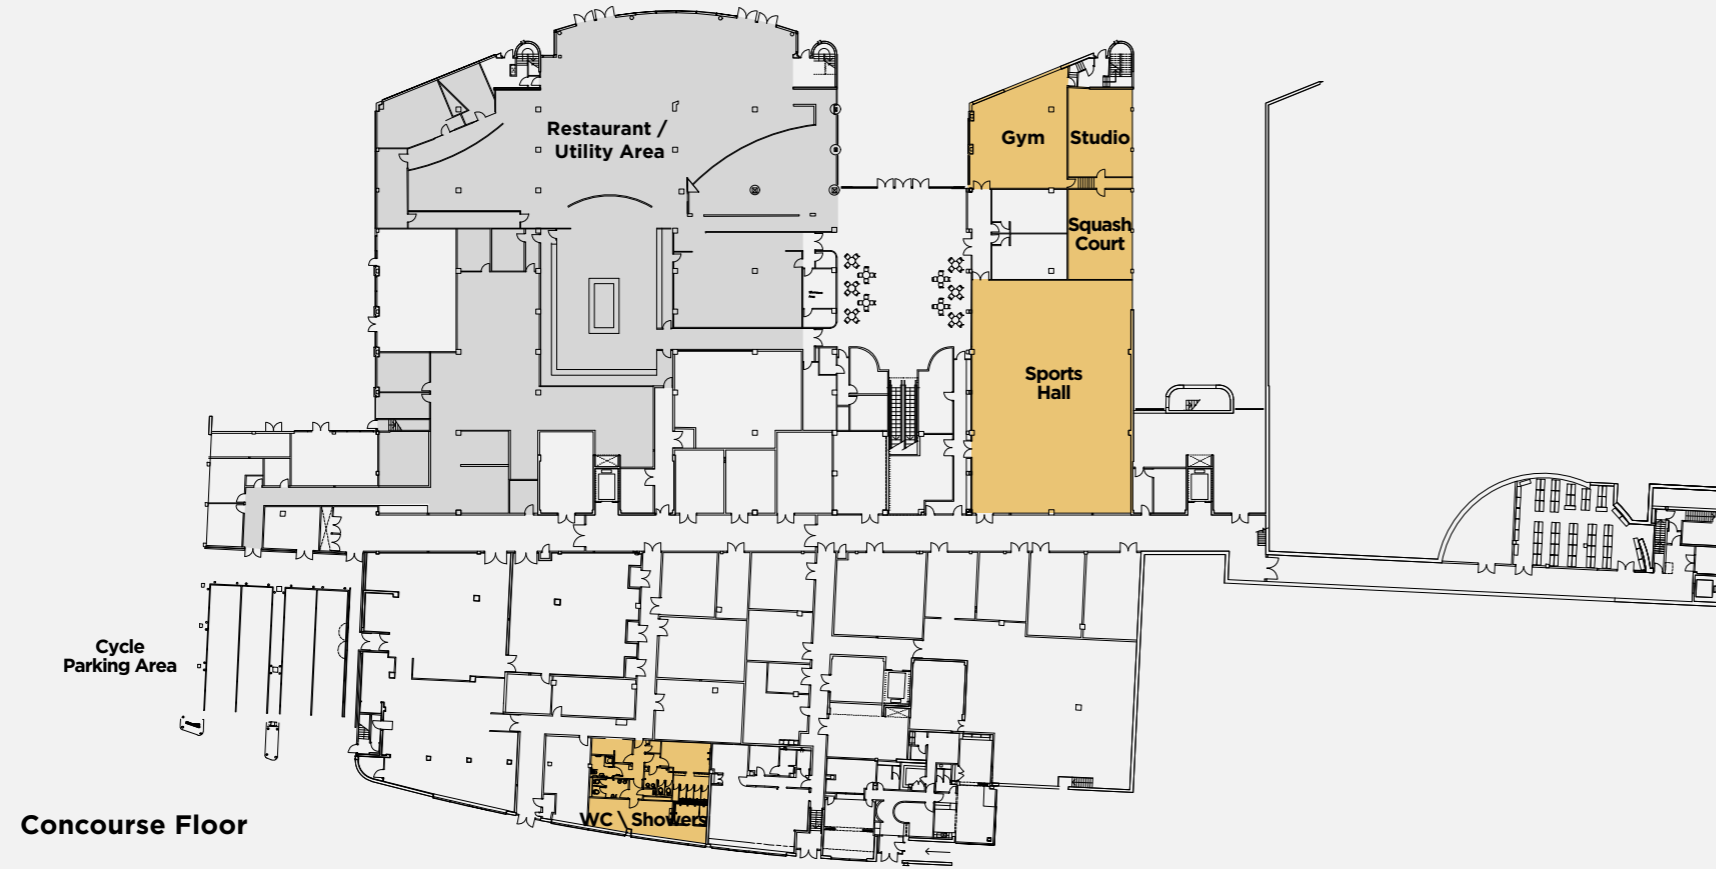 Restaurant /
Utility Area
Gym
Studio
Squash
Court
Sports
Hall
Cycle
Parking Area
WC \ Showers
Concourse Floor